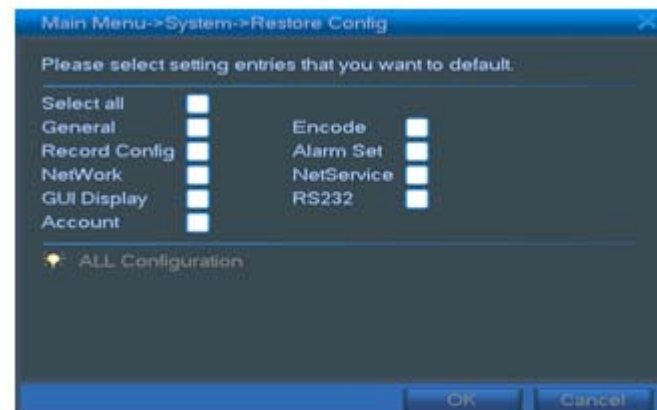 Main Menu->System->Restore Config
Please select setting entries that you want to default.
Select all
General Encode
Record Config Alarm Set
NetWork NetService
GUI Display RS232
Account
ALL Configuration
OK Cancel